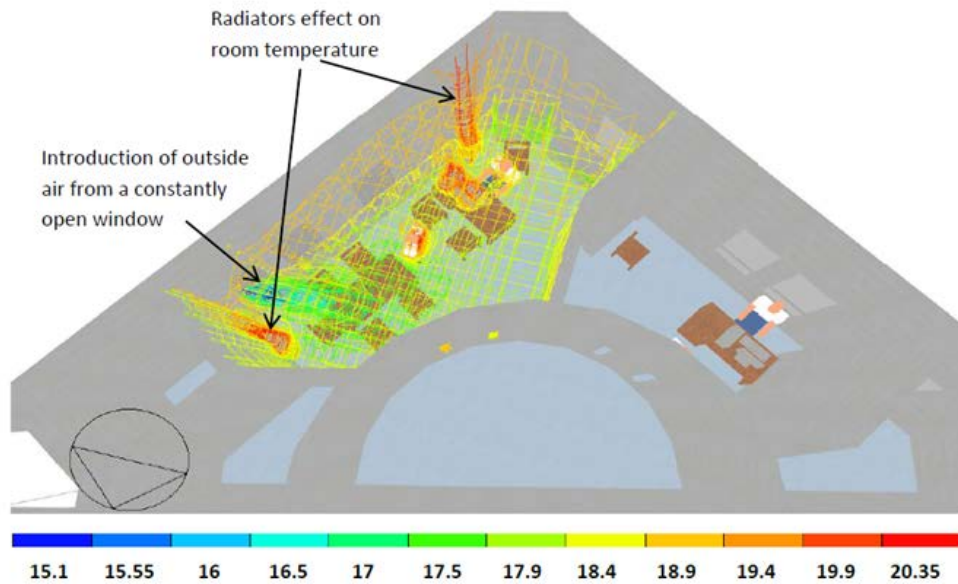 Radiators effect on
room temperature
Introduction of outside
air from a constantly
open window
15.1 15.55 16 16.5 17 17.5 17.9 18.4 18.9 19.4 19.9 20.35